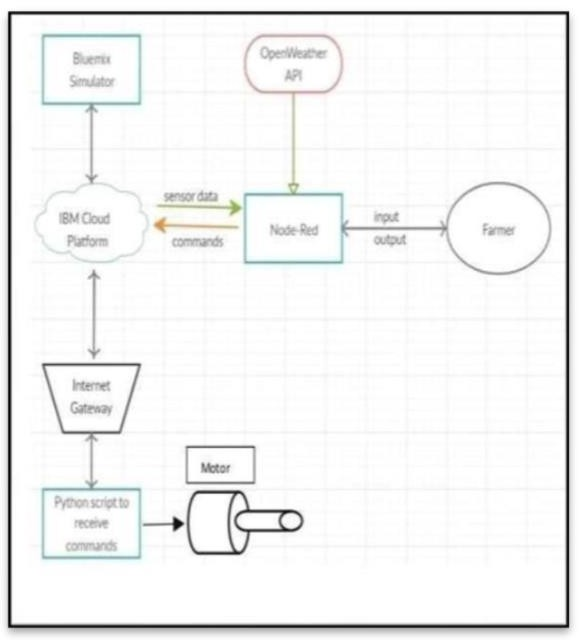 Bluemix
Simulator
OpenWeather
API
IBM Cloud
Platform
sensor data
commands
Node-Red
input
output
Farmer
Internet
Gateway
Motor
Python script to
receive
commands